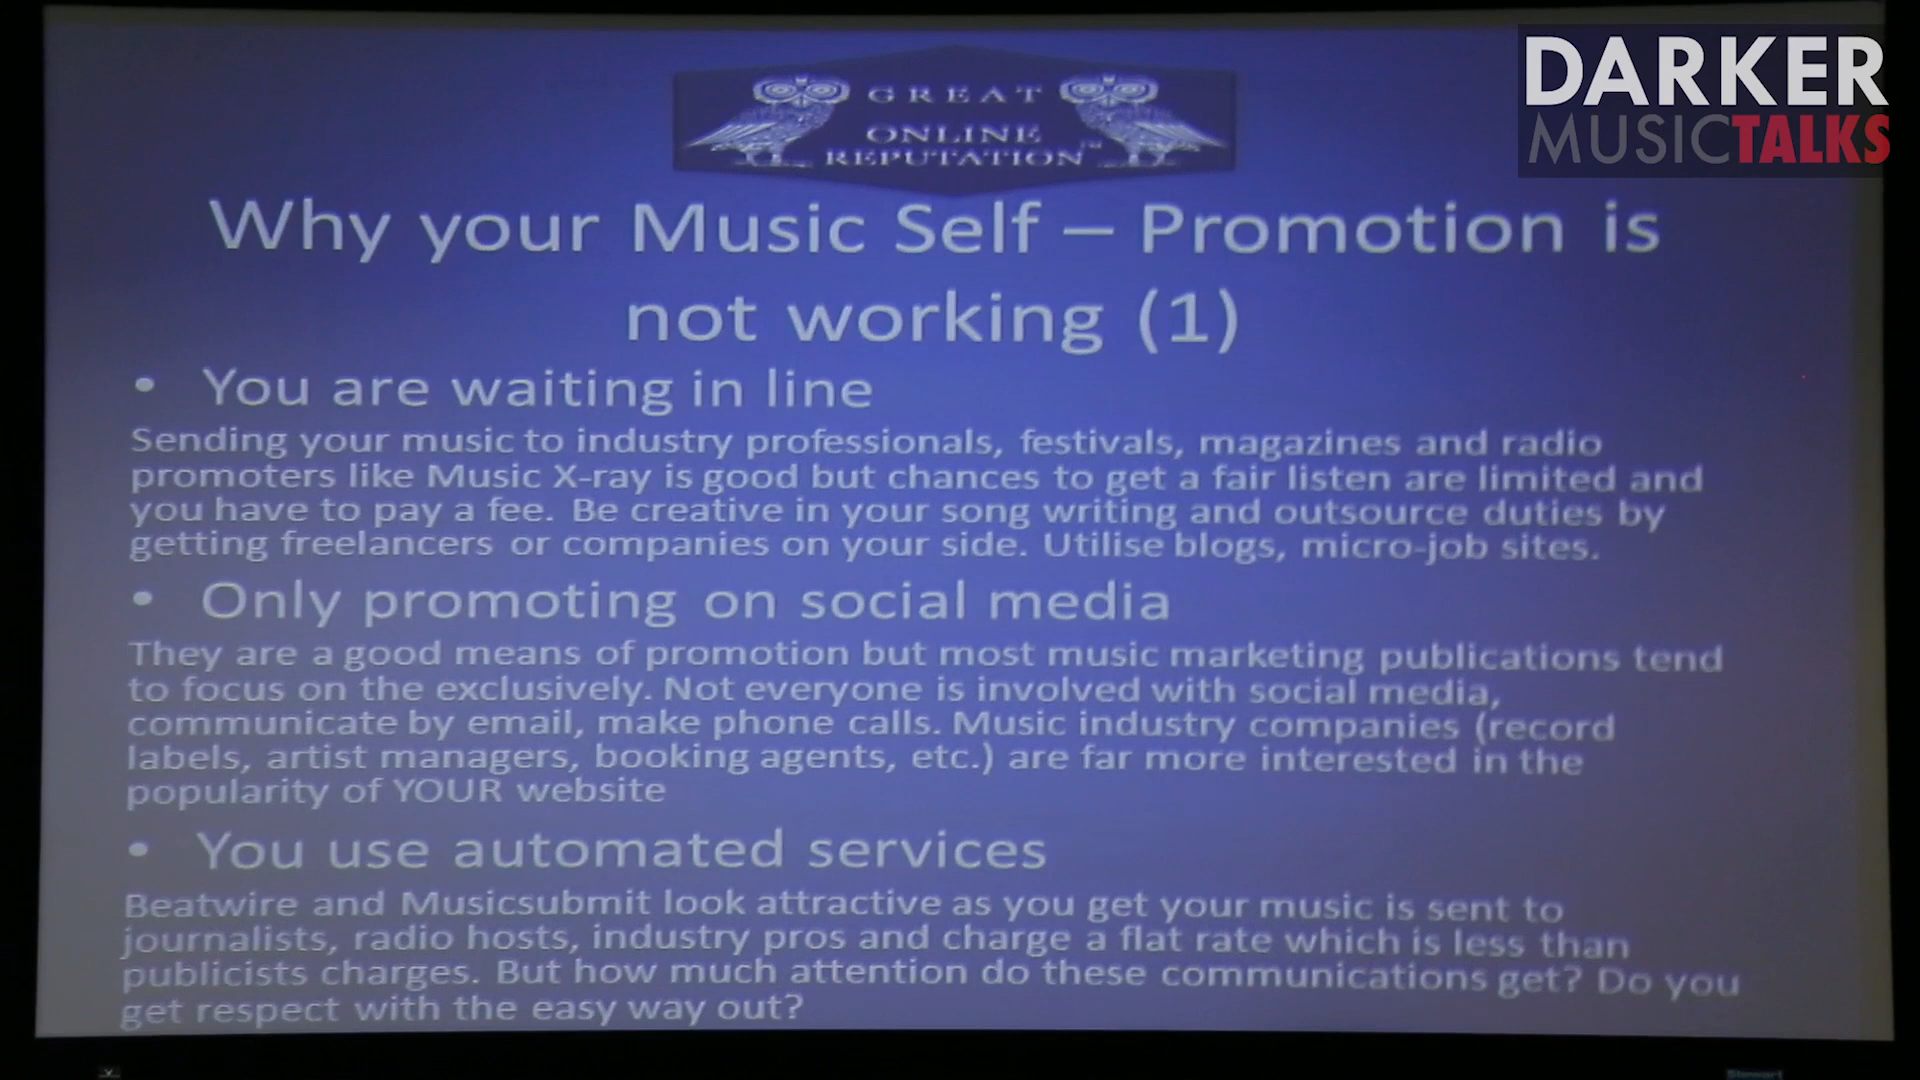 DARKER
MUSICTALKS
GREAT
ONLINE
REPUTATION™
Why your Music Self – Promotion is
not working (1)
• You are waiting in line
Sending your music to industry professionals, festivals, magazines and radio
promoters like Music X-ray is good but chances to get a fair listen are limited and
you have to pay a fee. Be creative in your song writing and outsource duties by
getting freelancers or companies on your side. Utilise blogs, micro-job sites.
• Only promoting on social media
They are a good means of promotion but most music marketing publications tend
to focus on the exclusively. Not everyone is involved with social media,
communicate by email, make phone calls. Music industry companies (record
labels, artist managers, booking agents, etc.) are far more interested in the
popularity of YOUR website
• You use automated services
Beatwire and Musicsubmit look attractive as you get your music is sent to
journalists, radio hosts, industry pros and charge a flat rate which is less than
publicists charges. But how much attention do these communications get? Do you
get respect with the easy way out?
Stewart